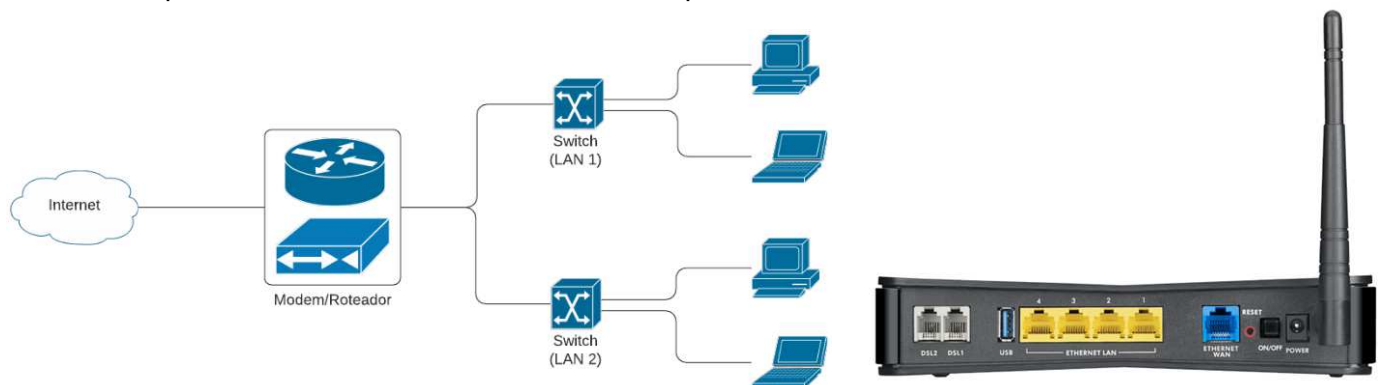 Internet
Modem/Roteador
Switch
(LAN 1)
Switch
(LAN 2)
4 3 2 1
DSL2 DSL1 USB ETHERNET LAN
ETHERNET
WAN
RESET
ON/OFF POWER